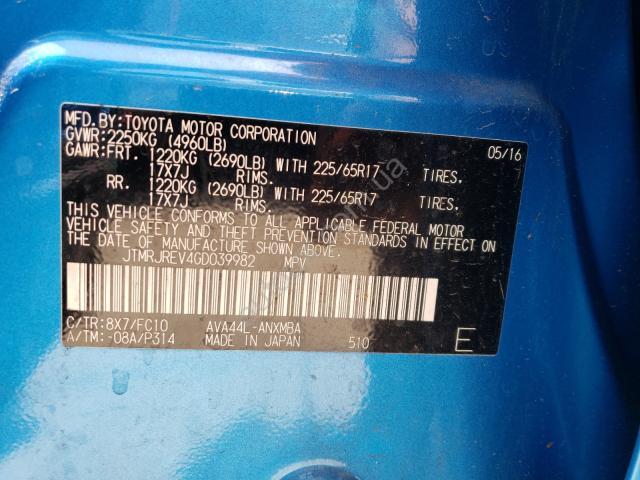 MFD.BY:TOYOTA MOTOR CORPORATION
GVWR:2250KG (4960LB) 05/16
GAWR:FRT. 1220KG (2690LB) WITH 225/65R17 TIRES.
17X7J RIMS.
RR. 1220KG (2690LB) WITH 225/65R17 TIRES.
17X7J RIMS.
THIS VEHICLE CONFORMS TO ALL APPLICABLE FEDERAL MOTOR
VEHICLE SAFETY AND THEFT PREVENTION STANDARDS IN EFFECT ON
THE DATE OF MANUFACTURE SHOWN ABOVE.
JTMRJREV4GD039982 MPV
C/TR:8X7/FC10 AVA44L-ANXMBA
A/TM:-08A/P314 MADE IN JAPAN 510 E